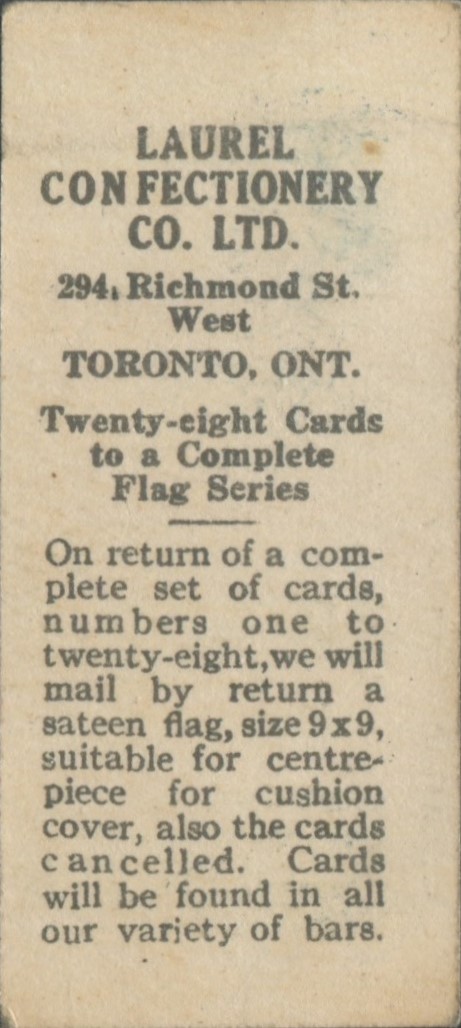 LAUREL
CONFECTIONERY
CO. LTD.
294, Richmond St.
West
TORONTO, ONT.
Twenty-eight Cards
to a Complete
Flag Series
On return of a com-
plete set of cards,
numbers one to
twenty-eight, we will
mail by return a
sateen flag, size 9x9,
suitable for centre-
piece for cushion
cover, also the cards
cancelled. Cards
will be found in all
our variety of bars.